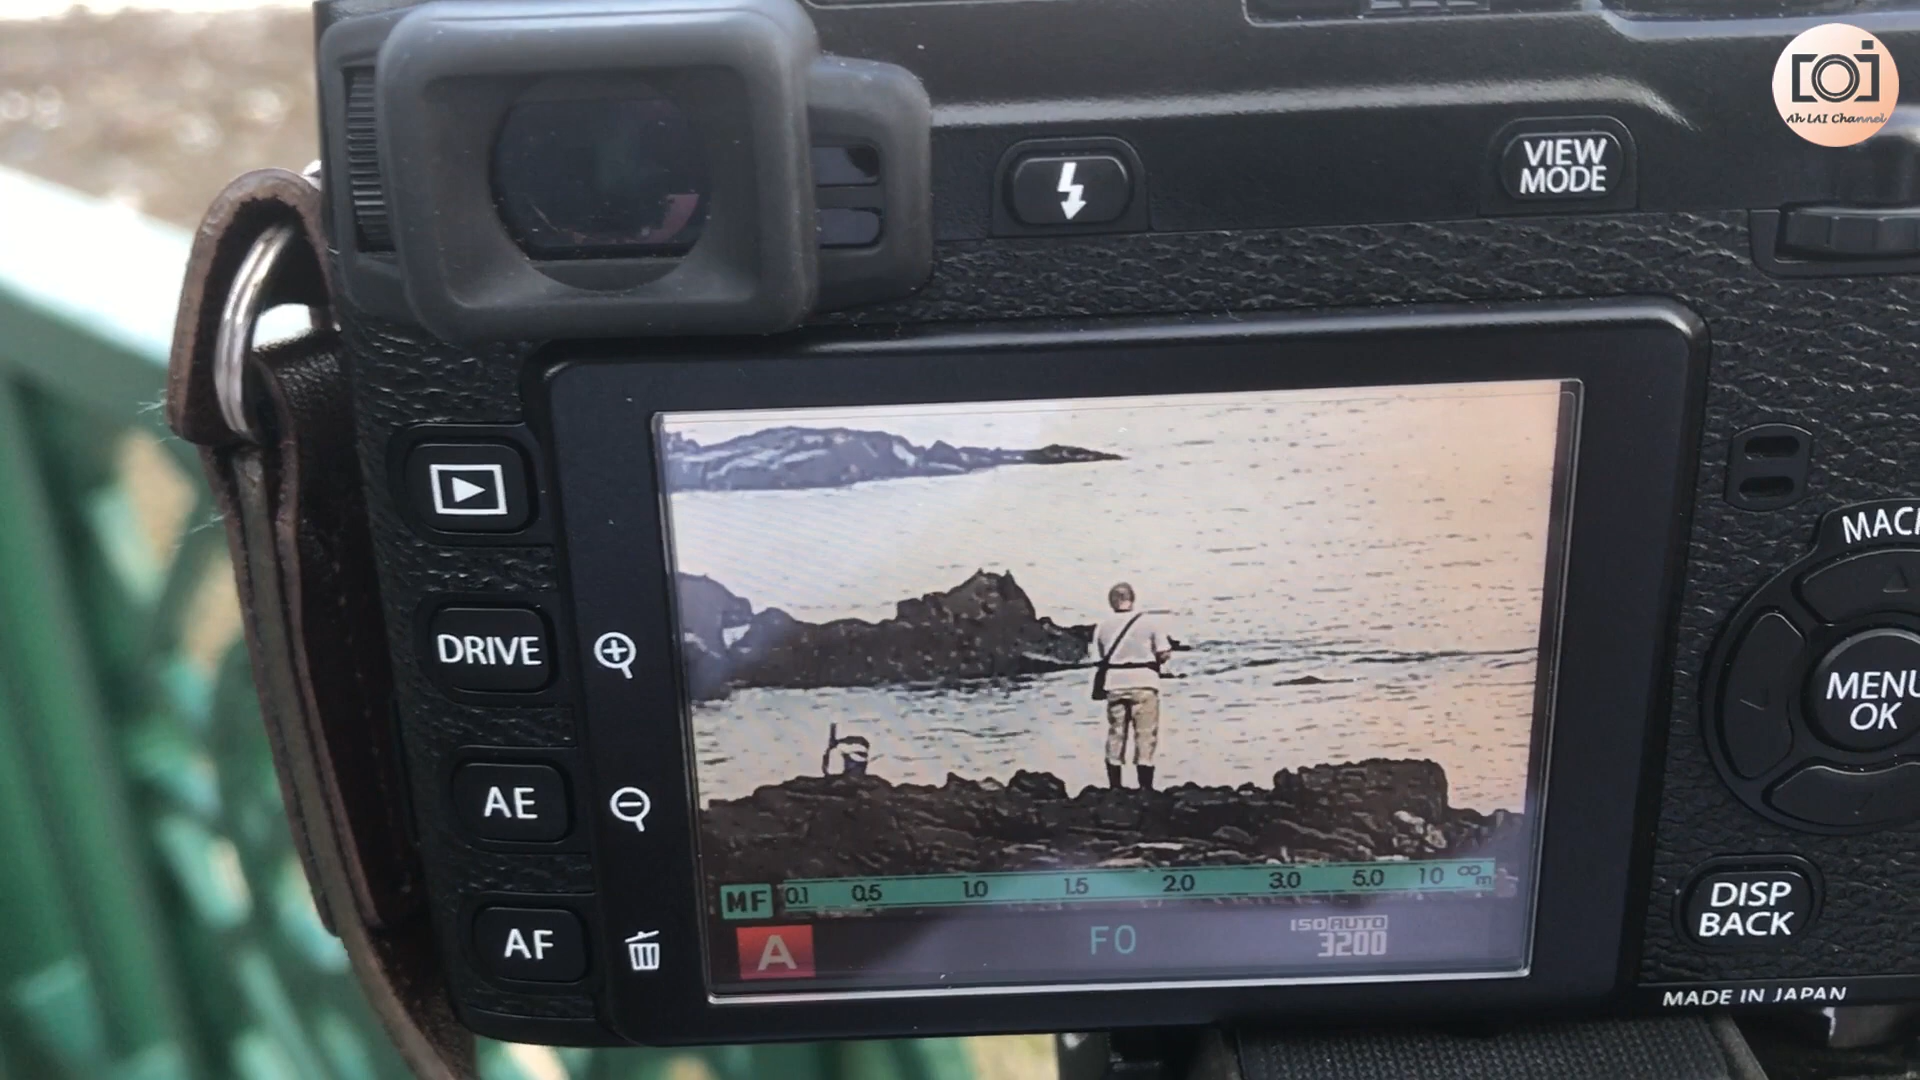 Ah LAI Channel
VIEW
MODE
MACR
DRIVE
MENU
OK
AE
MF 0.1 0.5 1.0 1.5 2.0 3.0 5.0 10 ∞ m
DISP
BACK
AF
A F0 ISO AUTO
3200
MADE IN JAPAN